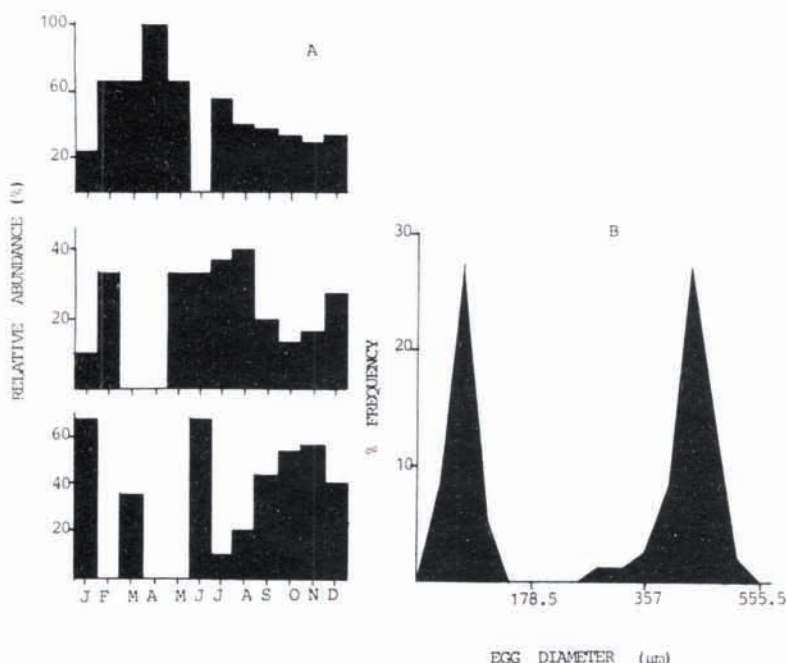 A
100
60
20
RELATIVE ABUNDANCE (%)
40
20
60
40
20
J F M A M J J A S O N D
B
30
20
10
% FREQUENCY
178.5 357 555.5
EGG DIAMETER (µm)